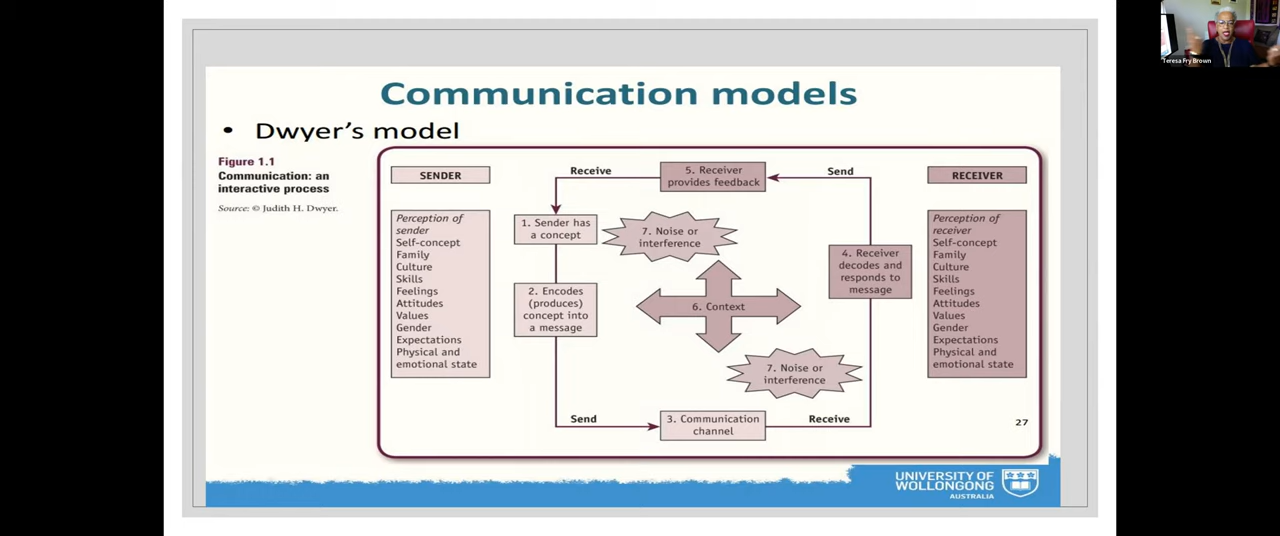 Teresa Fry Brown
Communication models
• Dwyer's model
Figure 1.1
Communication: an
interactive process
Source: © Judith H. Dwyer.
SENDER
Perception of
sender
Self-concept
Family
Culture
Skills
Feelings
Attitudes
Values
Gender
Expectations
Physical and
emotional state
Receive
5. Receiver
provides feedback
Send
1. Sender has
a concept
7. Noise or
interference
2. Encodes
(produces)
concept into
a message
6. Context
4. Receiver
decodes and
responds to
message
7. Noise or
interference
Send
3. Communication
channel
Receive
RECEIVER
Perception of
receiver
Self-concept
Family
Culture
Skills
Feelings
Attitudes
Values
Gender
Expectations
Physical and
emotional state
27
UNIVERSITY OF
WOLLONGONG
AUSTRALIA